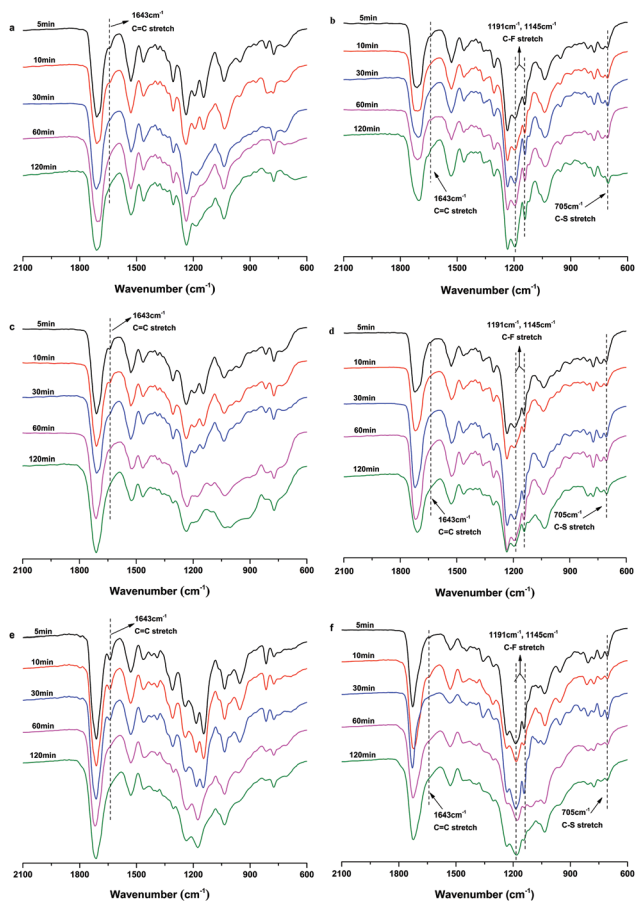 a
1643cm-1
C=C stretch
5min
10min
30min
60min
120min
2100 1800 1500 1200 900 600
Wavenumber (cm-1)
b
1191cm-1, 1145cm-1
C-F stretch
5min
10min
30min
60min
120min
1643cm-1
C=C stretch
705cm-1
C-S stretch
2100 1800 1500 1200 900 600
Wavenumber (cm-1)
c
1643cm-1
C=C stretch
5min
10min
30min
60min
120min
2100 1800 1500 1200 900 600
Wavenumber (cm-1)
d
1191cm-1, 1145cm-1
C-F stretch
5min
10min
30min
60min
120min
1643cm-1
C=C stretch
705cm-1
C-S stretch
2100 1800 1500 1200 900 600
Wavenumber (cm-1)
e
1643cm-1
C=C stretch
5min
10min
30min
60min
120min
2100 1800 1500 1200 900 600
Wavenumber (cm-1)
f
1191cm-1, 1145cm-1
C-F stretch
5min
10min
30min
60min
120min
1643cm-1
C=C stretch
705cm-1
C-S stretch
2100 1800 1500 1200 900 600
Wavenumber (cm-1)